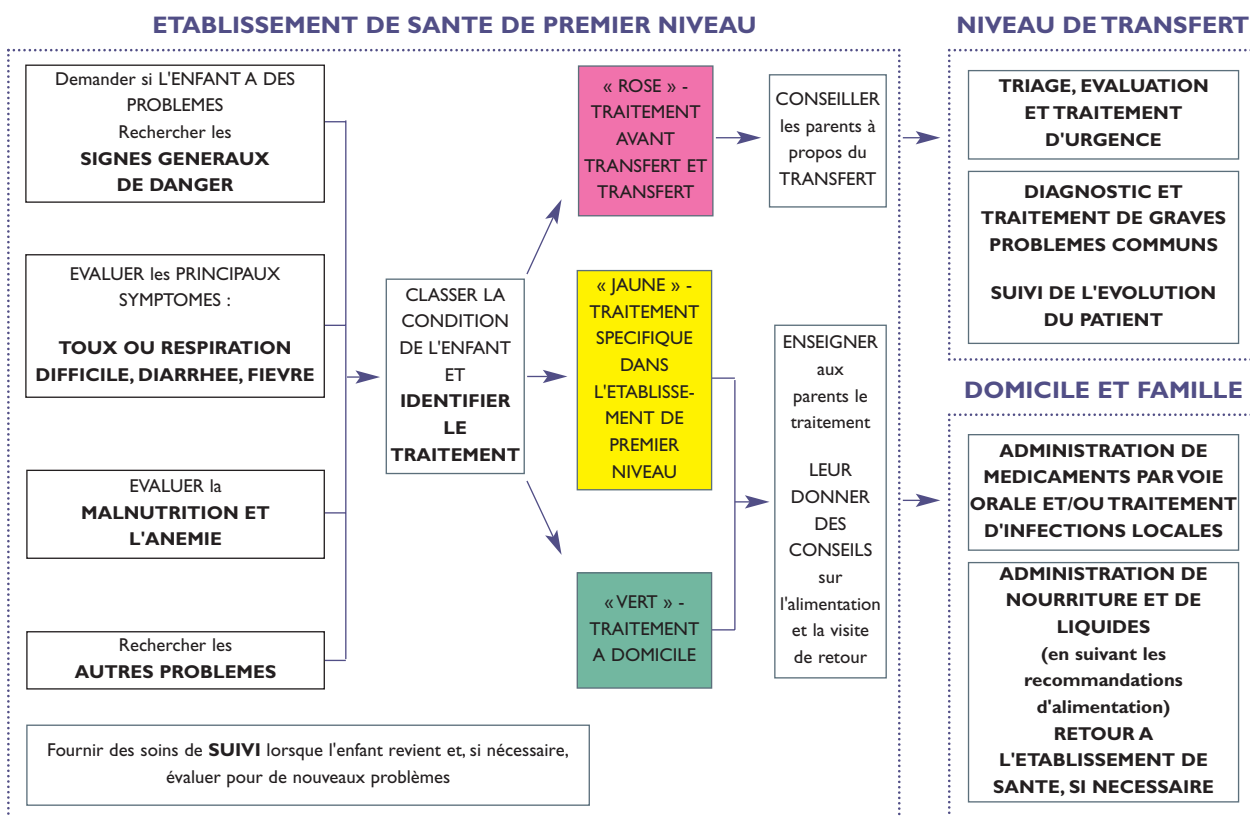 ETABLISSEMENT DE SANTE DE PREMIER NIVEAU
Demander si L'ENFANT A DES
PROBLEMES
Rechercher les
SIGNES GENERAUX
DE DANGER
EVALUER les PRINCIPAUX
SYMPTOMES :
TOUX OU RESPIRATION
DIFFICILE, DIARRHEE, FIEVRE
EVALUER la
MALNUTRITION ET
L'ANEMIE
Rechercher les
AUTRES PROBLEMES
CLASSER LA
CONDITION
DE L'ENFANT
ET
IDENTIFIER
LE
TRAITEMENT
« ROSE » -
TRAITEMENT
AVANT
TRANSFERT ET
TRANSFERT
« JAUNE » -
TRAITEMENT
SPECIFIQUE
DANS
L'ETABLISSE-
MENT DE
PREMIER
NIVEAU
« VERT » -
TRAITEMENT
A DOMICILE
CONSEILLER
les parents à
propos du
TRANSFERT
ENSEIGNER
aux
parents le
traitement
LEUR
DONNER
DES
CONSEILS
sur
l'alimentation
et la visite
de retour
Fournir des soins de SUIVI lorsque l'enfant revient et, si nécessaire,
évaluer pour de nouveaux problèmes
NIVEAU DE TRANSFERT
TRIAGE, EVALUATION
ET TRAITEMENT
D'URGENCE
DIAGNOSTIC ET
TRAITEMENT DE GRAVES
PROBLEMES COMMUNS
SUIVI DE L'EVOLUTION
DU PATIENT
DOMICILE ET FAMILLE
ADMINISTRATION DE
MEDICAMENTS PAR VOIE
ORALE ET/OU TRAITEMENT
D'INFECTIONS LOCALES
ADMINISTRATION DE
NOURRITURE ET DE
LIQUIDES
(en suivant les
recommandations
d'alimentation)
RETOUR A
L'ETABLISSEMENT DE
SANTE, SI NECESSAIRE